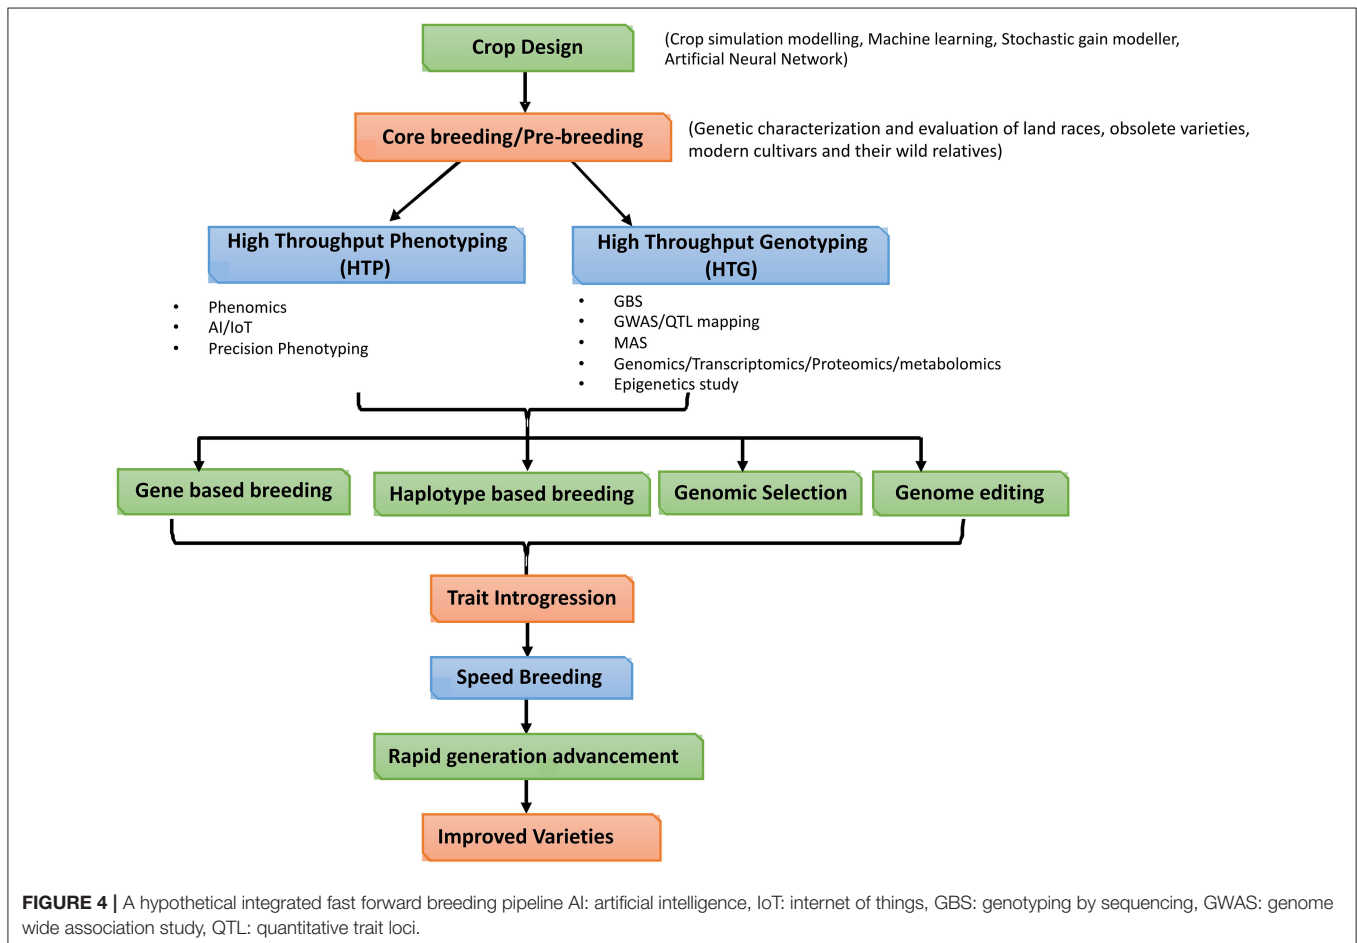 Crop Design
(Crop simulation modelling, Machine learning, Stochastic gain modeller,
Artificial Neural Network)
Core breeding/Pre-breeding
(Genetic characterization and evaluation of land races, obsolete varieties,
modern cultivars and their wild relatives)
High Throughput Phenotyping
(HTP)
• Phenomics
• AI/IoT
• Precision Phenotyping
High Throughput Genotyping
(HTG)
• GBS
• GWAS/QTL mapping
• MAS
• Genomics/Transcriptomics/Proteomics/metabolomics
• Epigenetics study
Gene based breeding
Haplotype based breeding
Genomic Selection
Genome editing
Trait Introgression
Speed Breeding
Rapid generation advancement
Improved Varieties
FIGURE 4 | A hypothetical integrated fast forward breeding pipeline AI: artificial intelligence, IoT: internet of things, GBS: genotyping by sequencing, GWAS: genome
wide association study, QTL: quantitative trait loci.